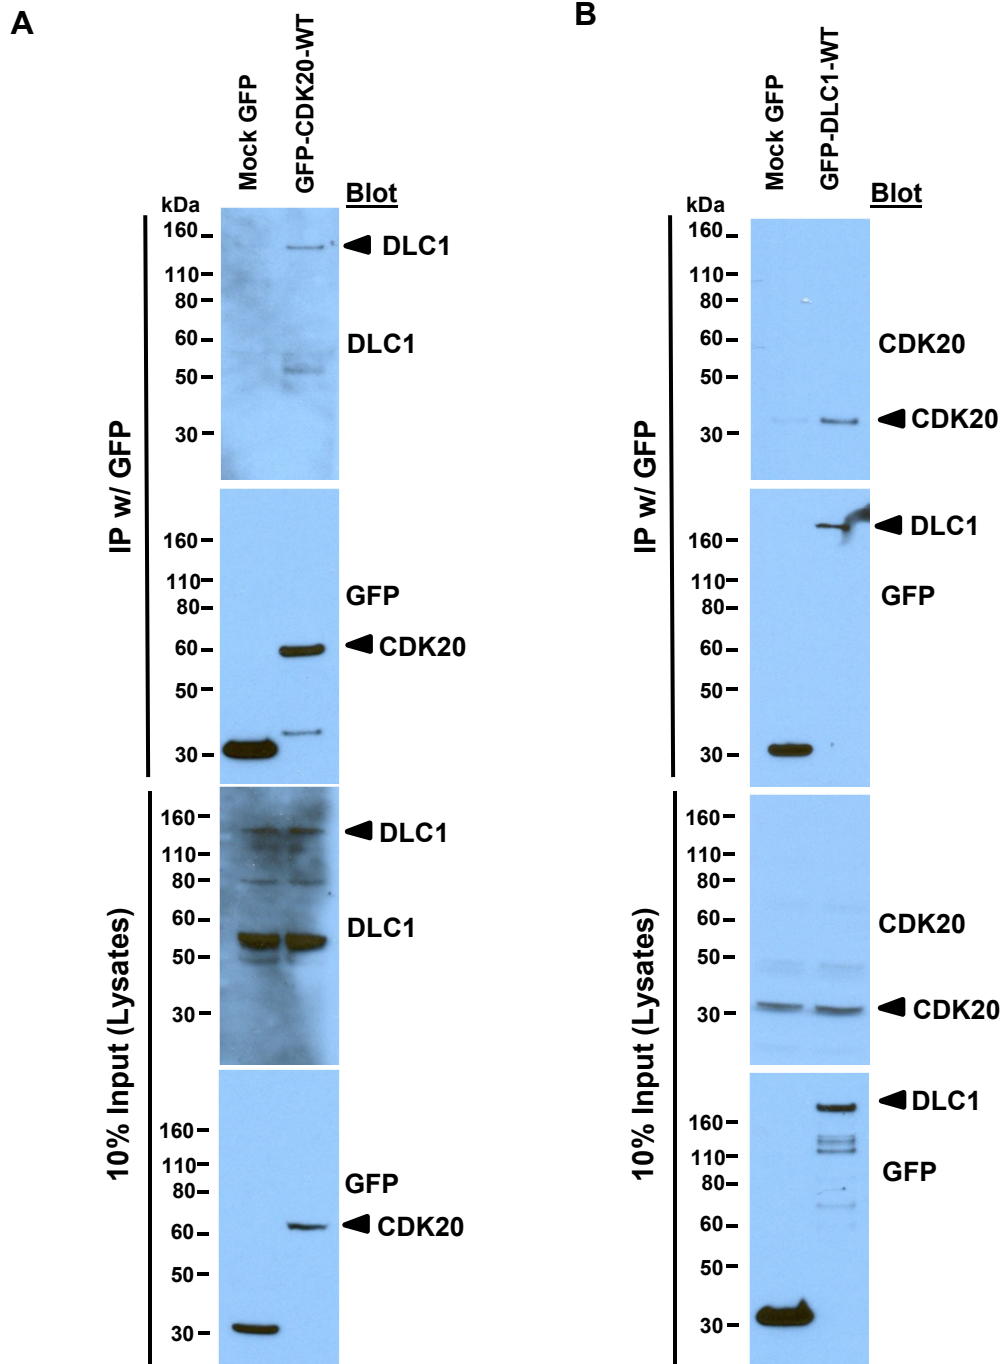 A
Mock GFP
GFP-CDK20-WT
Blot
kDa
IP w/ GFP
160
110
80
60
50
30
DLC1
DLC1
160
110
80
60
50
30
GFP
CDK20
10% Input (Lysates)
160
110
80
60
50
30
DLC1
DLC1
160
110
80
60
50
30
GFP
CDK20
B
Mock GFP
GFP-DLC1-WT
Blot
kDa
IP w/ GFP
160
110
80
60
50
30
CDK20
CDK20
160
110
80
60
50
30
DLC1
GFP
10% Input (Lysates)
160
110
80
60
50
30
CDK20
CDK20
160
110
80
60
50
30
DLC1
GFP